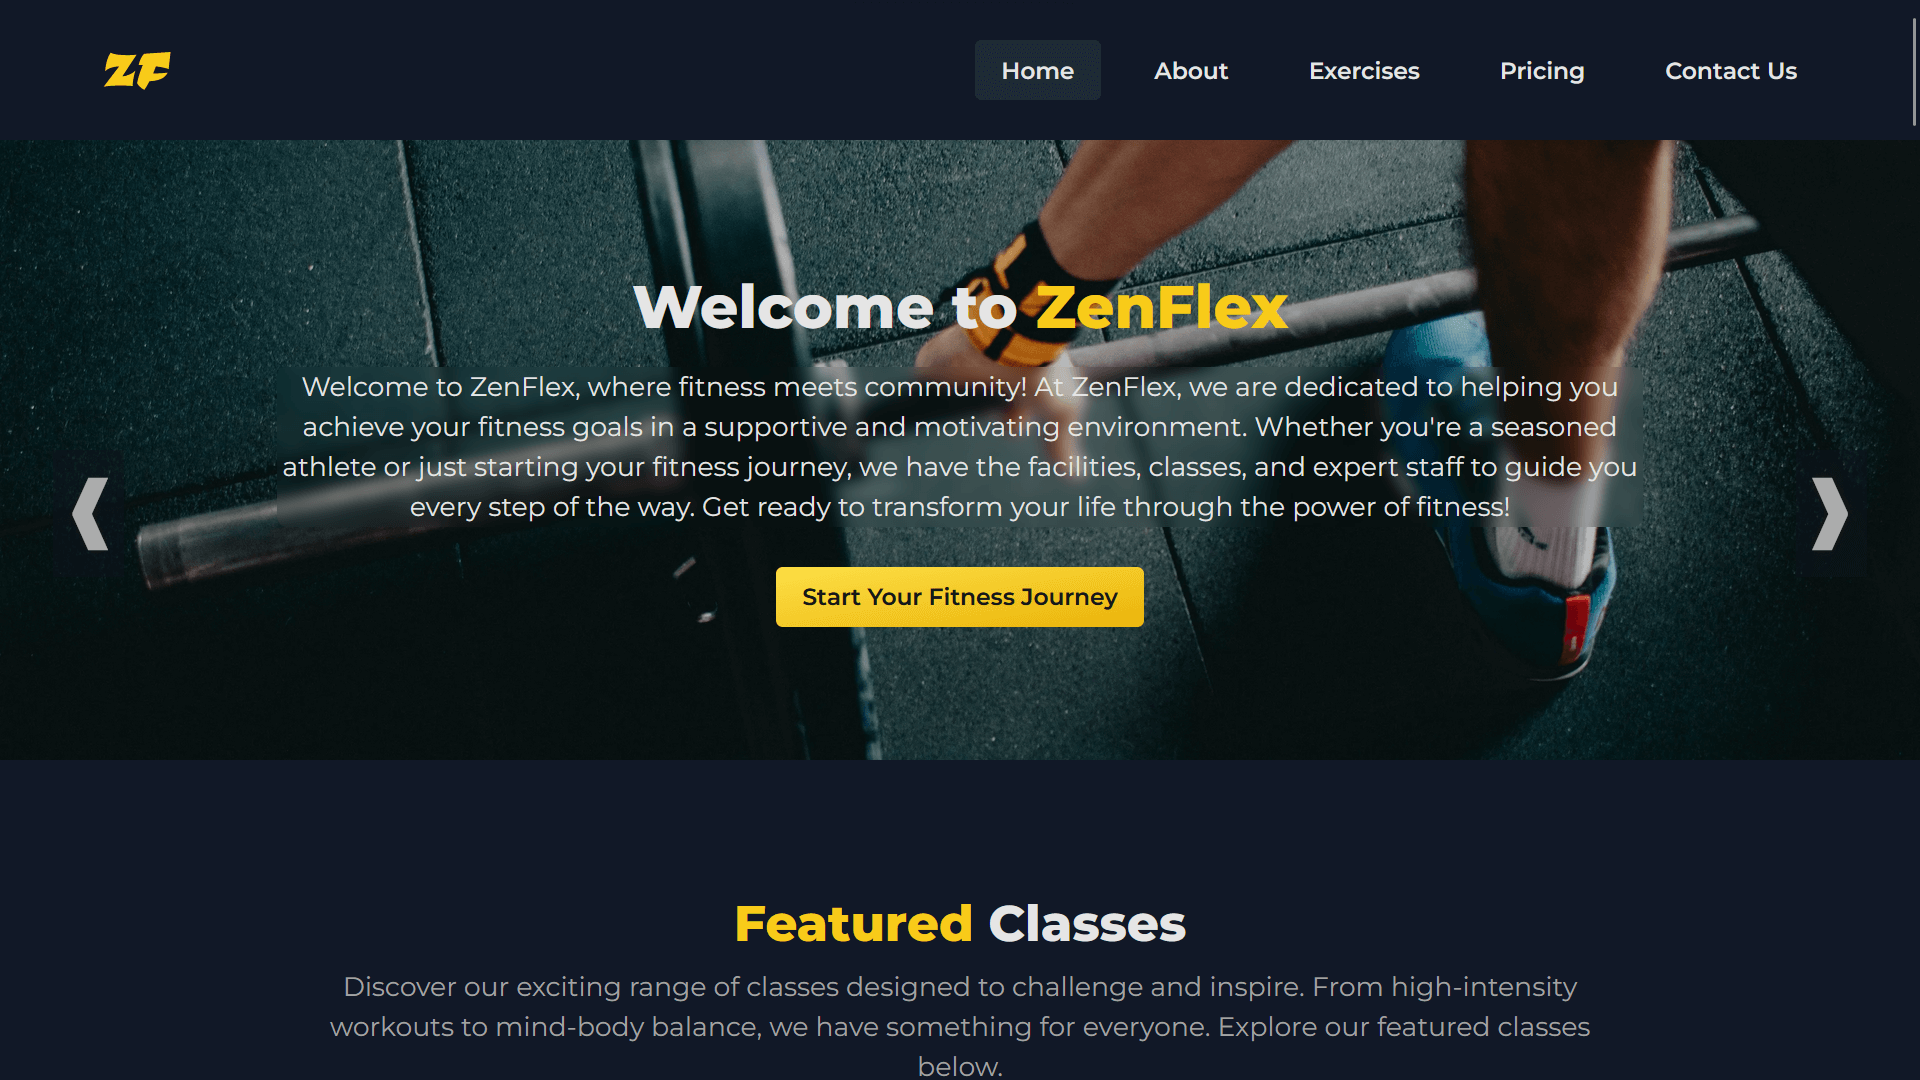 ZF
Home
About
Exercises
Pricing
Contact Us
Welcome to ZenFlex
Welcome to ZenFlex, where fitness meets community! At ZenFlex, we are dedicated to helping you
achieve your fitness goals in a supportive and motivating environment. Whether you're a seasoned
athlete or just starting your fitness journey, we have the facilities, classes, and expert staff to guide you
every step of the way. Get ready to transform your life through the power of fitness!
Start Your Fitness Journey
Featured Classes
Discover our exciting range of classes designed to challenge and inspire. From high-intensity
workouts to mind-body balance, we have something for everyone. Explore our featured classes
below.